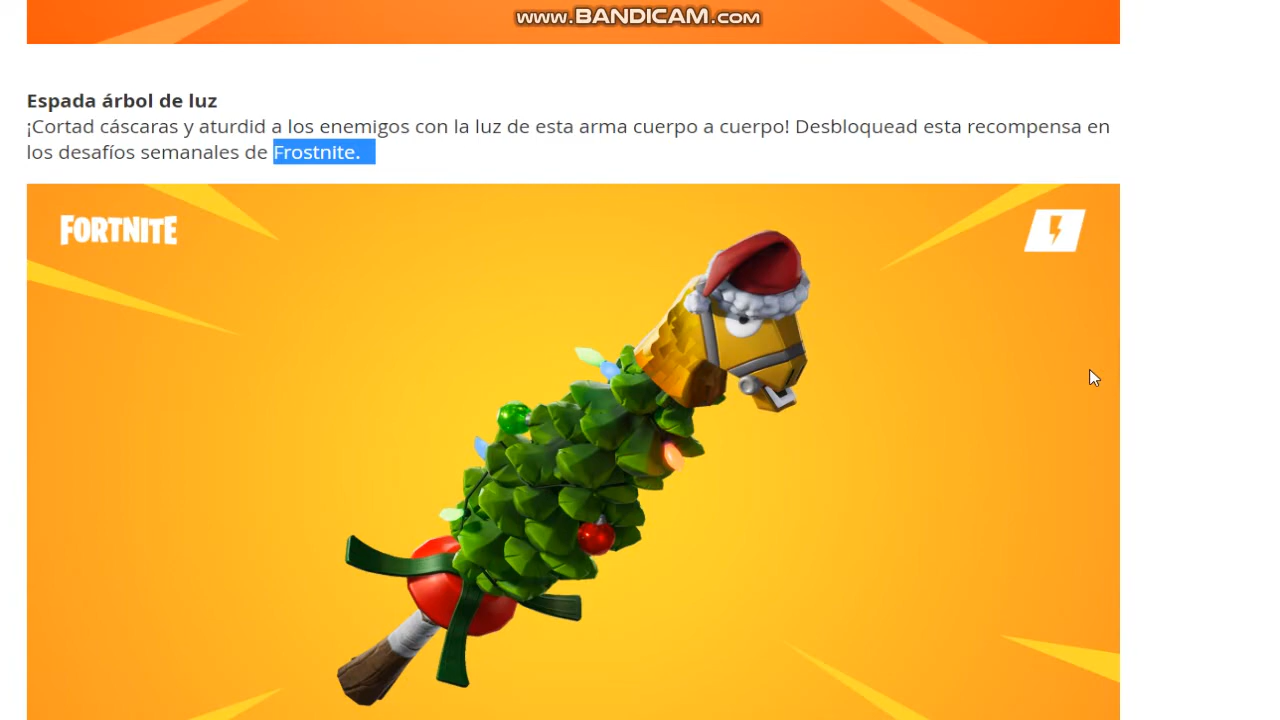 www.BANDICAM.com
Espada árbol de luz
¡Cortad cáscaras y aturdid a los enemigos con la luz de esta arma cuerpo a cuerpo! Desbloquead esta recompensa en
los desafíos semanales de Frostnite.
FORTNITE